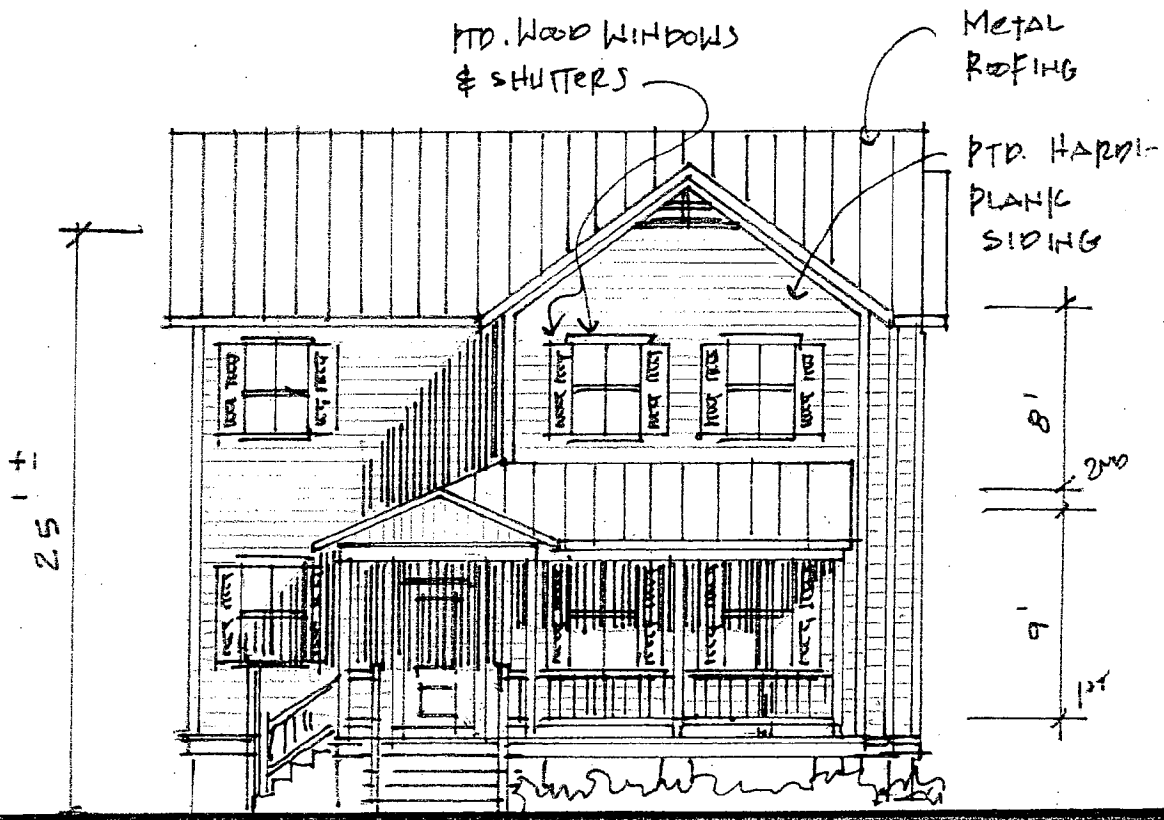 PTD. WOOD WINDOWS
& SHUTTERS
METAL
ROOFING
PTD. HARDI-
PLANK
SIDING
25' ±
8'
2ND
9'
1ST